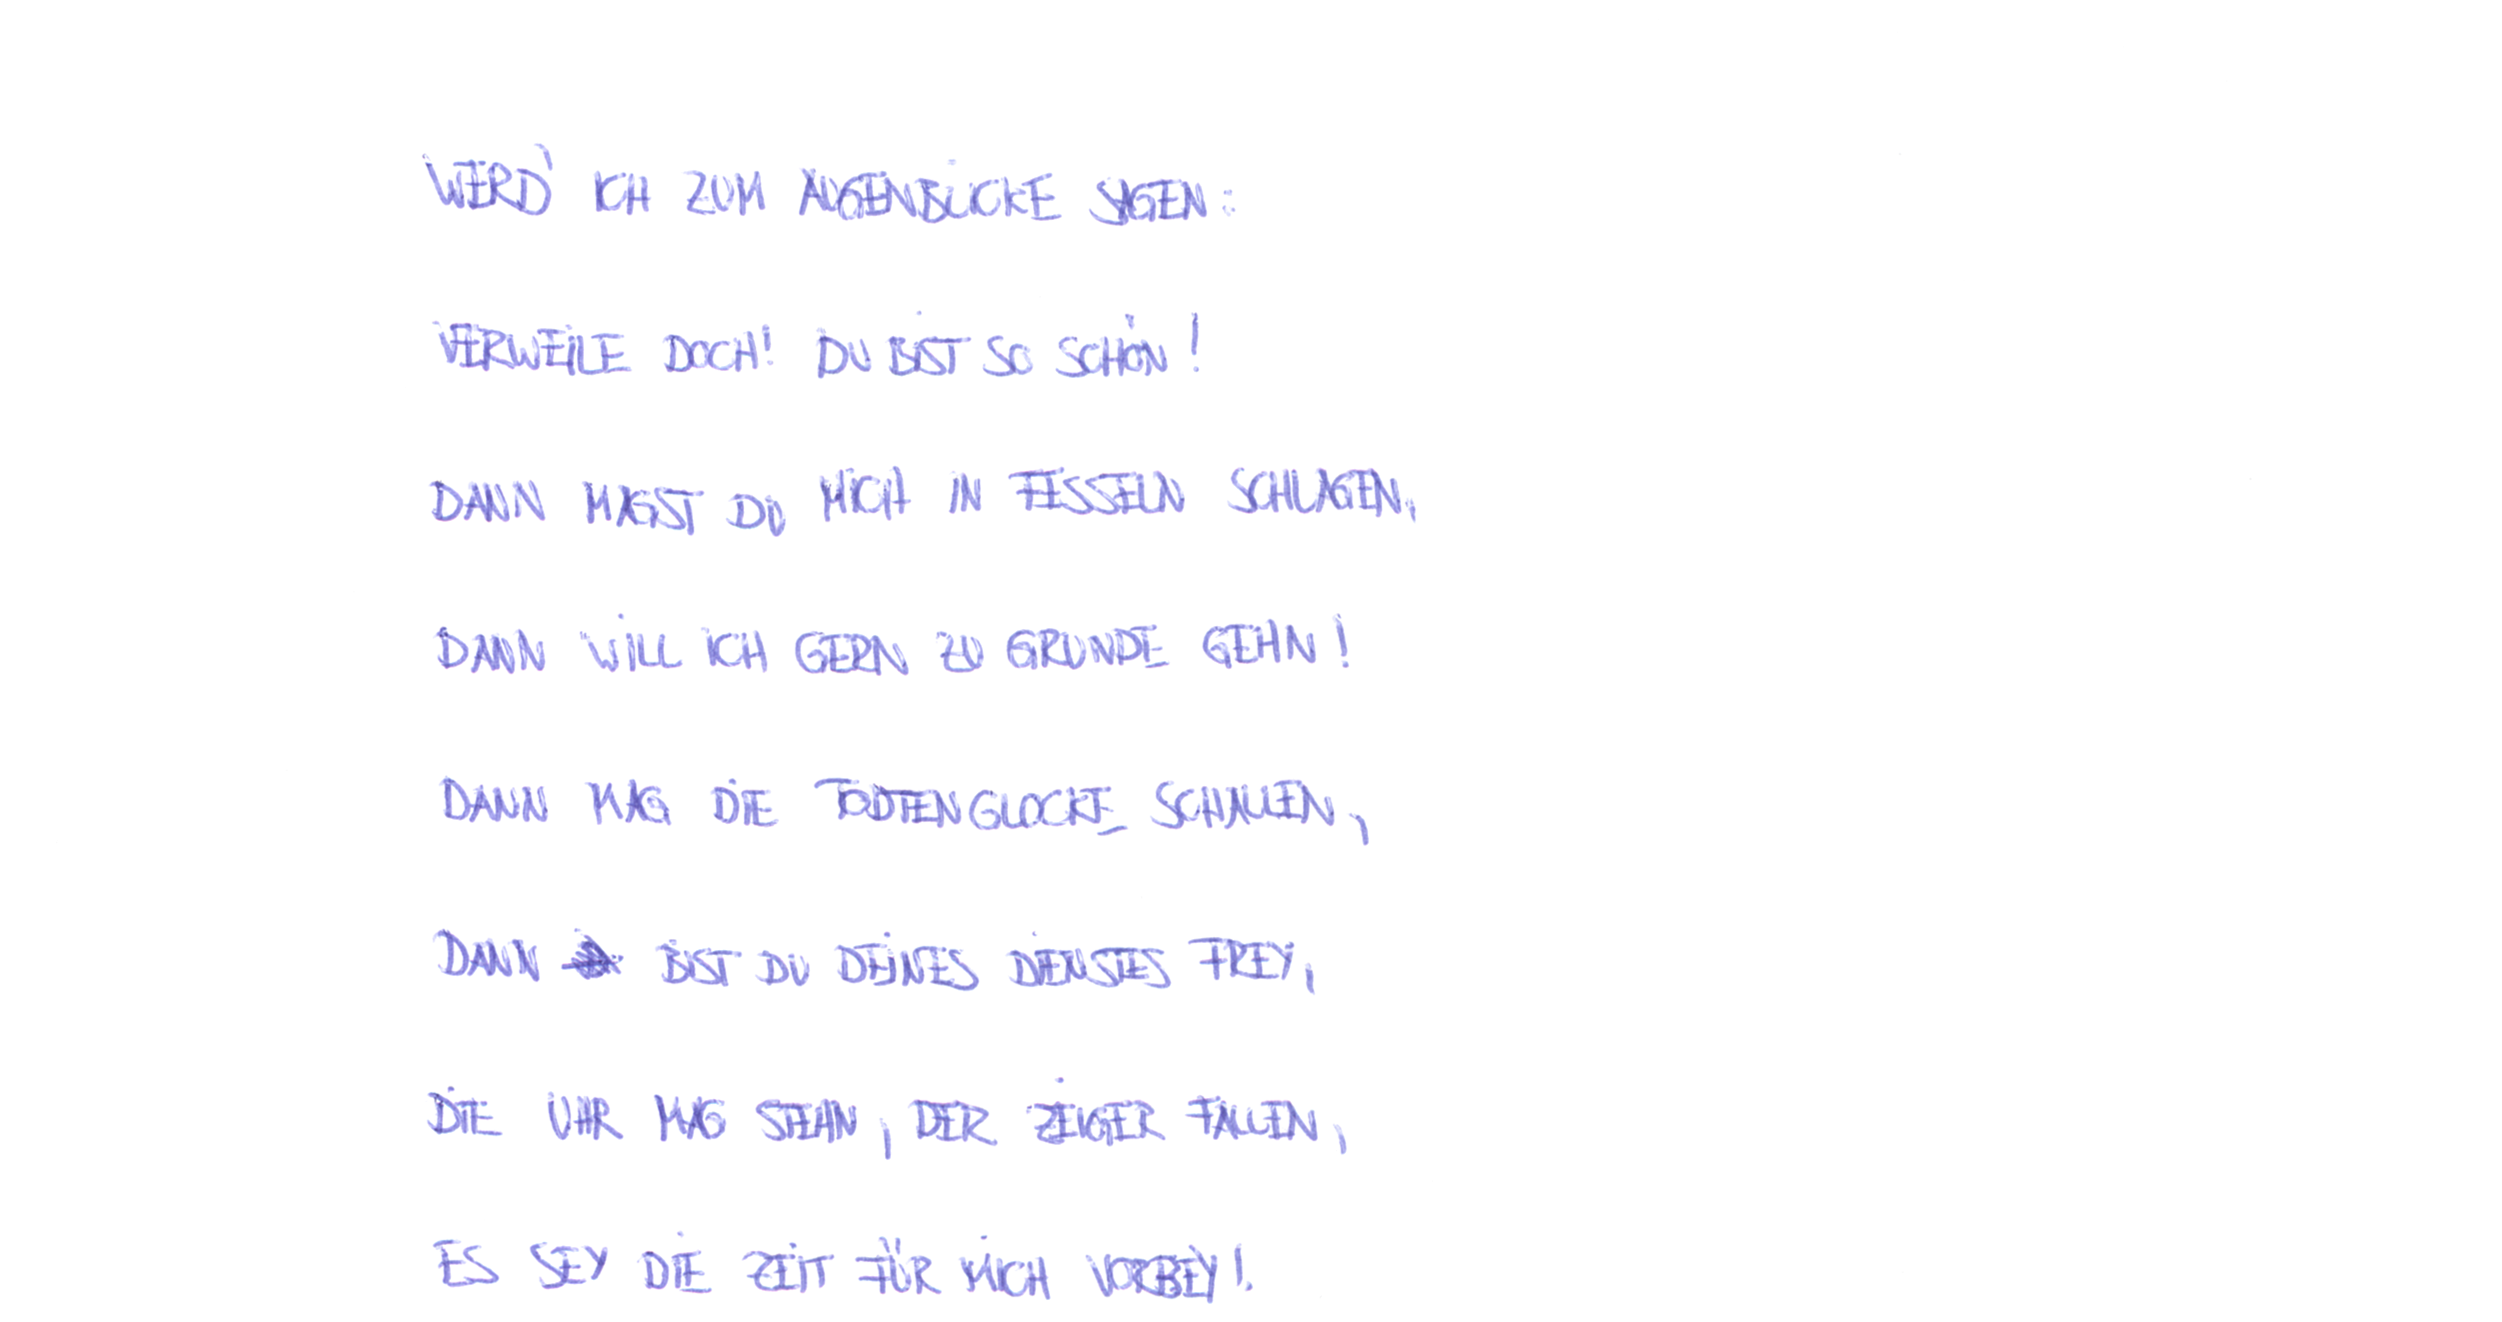 WERD' ICH ZUM AUGENBLICKE SAGEN:
VERWEILE DOCH! DU BIST SO SCHÖN!
DANN MAGST DU MICH IN FESSELN SCHLAGEN,
DANN WILL ICH GERN ZU GRUNDE GEHN!
DANN MAG DIE TODTENGLOCKE SCHALLEN,
DANN BIST DU DEINES DIENSTES FREY,
DIE UHR MAG STEHN, DER ZEIGER FALLEN,
ES SEY DIE ZEIT FÜR MICH VORBEY!